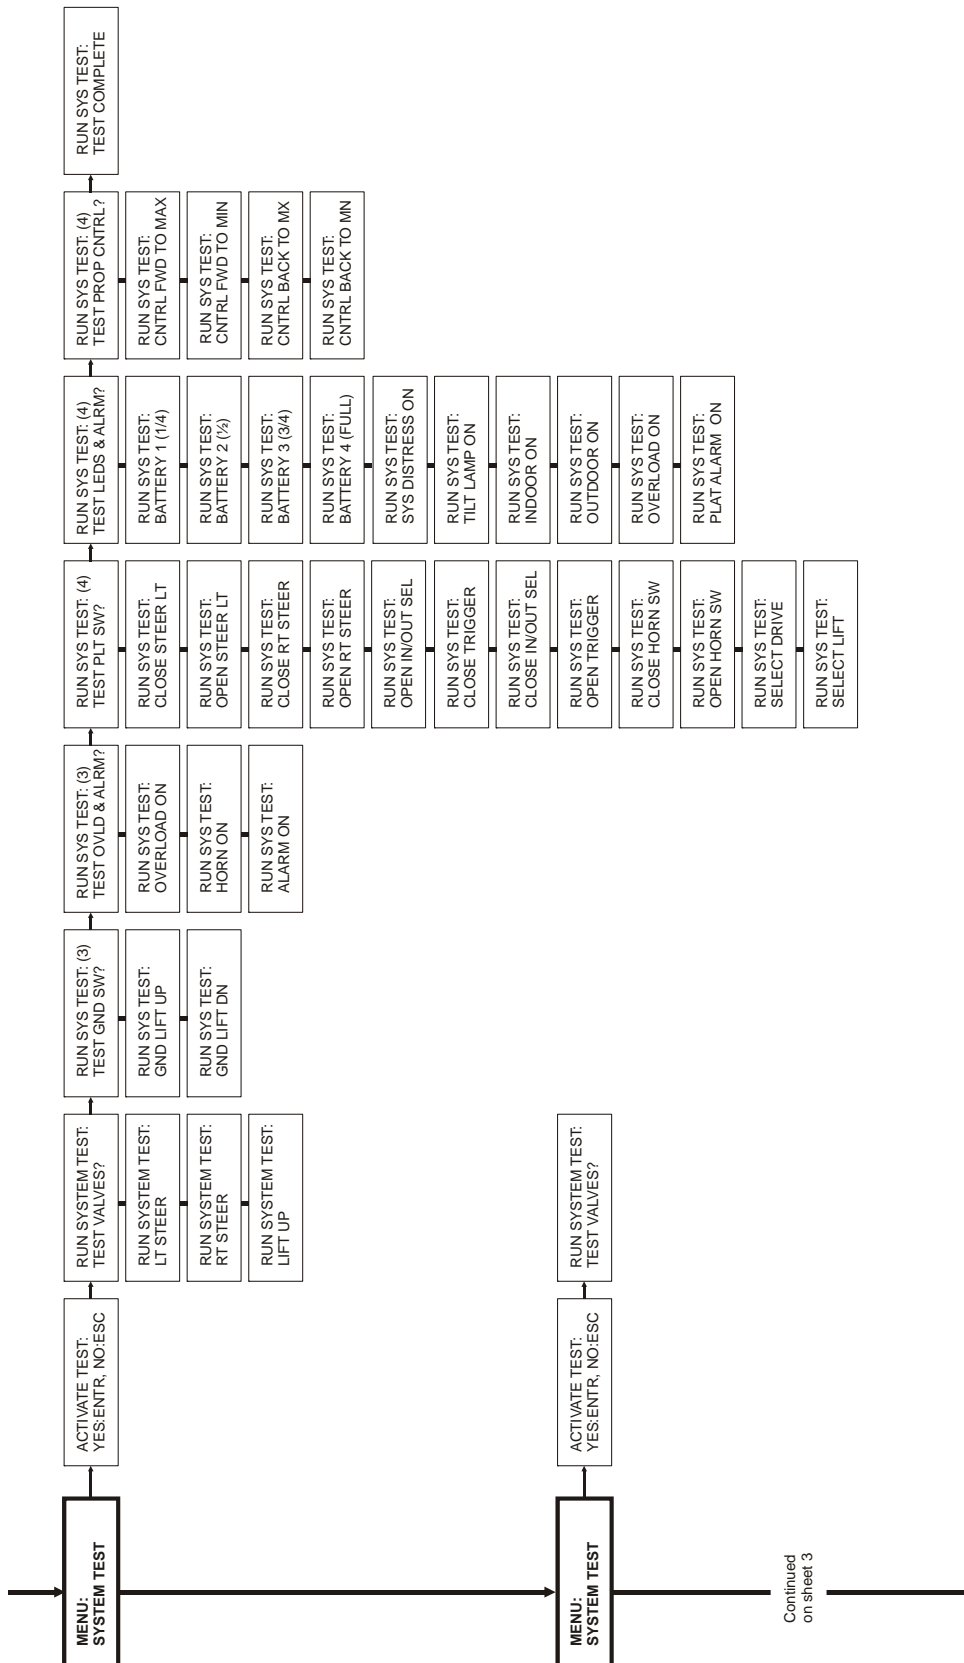 MENU:
SYSTEM TEST
ACTIVATE TEST:
YES:ENTR, NO:ESC
RUN SYSTEM TEST:
TEST VALVES?
RUN SYSTEM TEST:
LT STEER
RUN SYSTEM TEST:
RT STEER
RUN SYSTEM TEST:
LIFT UP
RUN SYS TEST: (3)
TEST GND SW?
RUN SYS TEST:
GND LIFT UP
RUN SYS TEST:
GND LIFT DN
RUN SYS TEST: (3)
TEST OVLD & ALRM?
RUN SYS TEST:
OVERLOAD ON
RUN SYS TEST:
HORN ON
RUN SYS TEST:
ALARM ON
RUN SYS TEST: (4)
TEST PLT SW?
RUN SYS TEST:
CLOSE STEER LT
RUN SYS TEST:
OPEN STEER LT
RUN SYS TEST:
CLOSE RT STEER
RUN SYS TEST:
OPEN RT STEER
RUN SYS TEST:
OPEN IN/OUT SEL
RUN SYS TEST:
CLOSE TRIGGER
RUN SYS TEST:
CLOSE IN/OUT SEL
RUN SYS TEST:
OPEN TRIGGER
RUN SYS TEST:
CLOSE HORN SW
RUN SYS TEST:
OPEN HORN SW
RUN SYS TEST:
SELECT DRIVE
RUN SYS TEST:
SELECT LIFT
RUN SYS TEST: (4)
TEST LEDS & ALRM?
RUN SYS TEST:
BATTERY 1 (1/4)
RUN SYS TEST:
BATTERY 2 (½)
RUN SYS TEST:
BATTERY 3 (3/4)
RUN SYS TEST:
BATTERY 4 (FULL)
RUN SYS TEST:
SYS DISTRESS ON
RUN SYS TEST:
TILT LAMP ON
RUN SYS TEST:
INDOOR ON
RUN SYS TEST:
OUTDOOR ON
RUN SYS TEST:
OVERLOAD ON
RUN SYS TEST:
PLAT ALARM ON
RUN SYS TEST: (4)
TEST PROP CNTRL?
RUN SYS TEST:
CNTRL FWD TO MAX
RUN SYS TEST:
CNTRL FWD TO MIN
RUN SYS TEST:
CNTRL BACK TO MX
RUN SYS TEST:
CNTRL BACK TO MN
RUN SYS TEST:
TEST COMPLETE
MENU:
SYSTEM TEST
ACTIVATE TEST:
YES:ENTR, NO:ESC
RUN SYSTEM TEST:
TEST VALVES?
Continued
on sheet 3